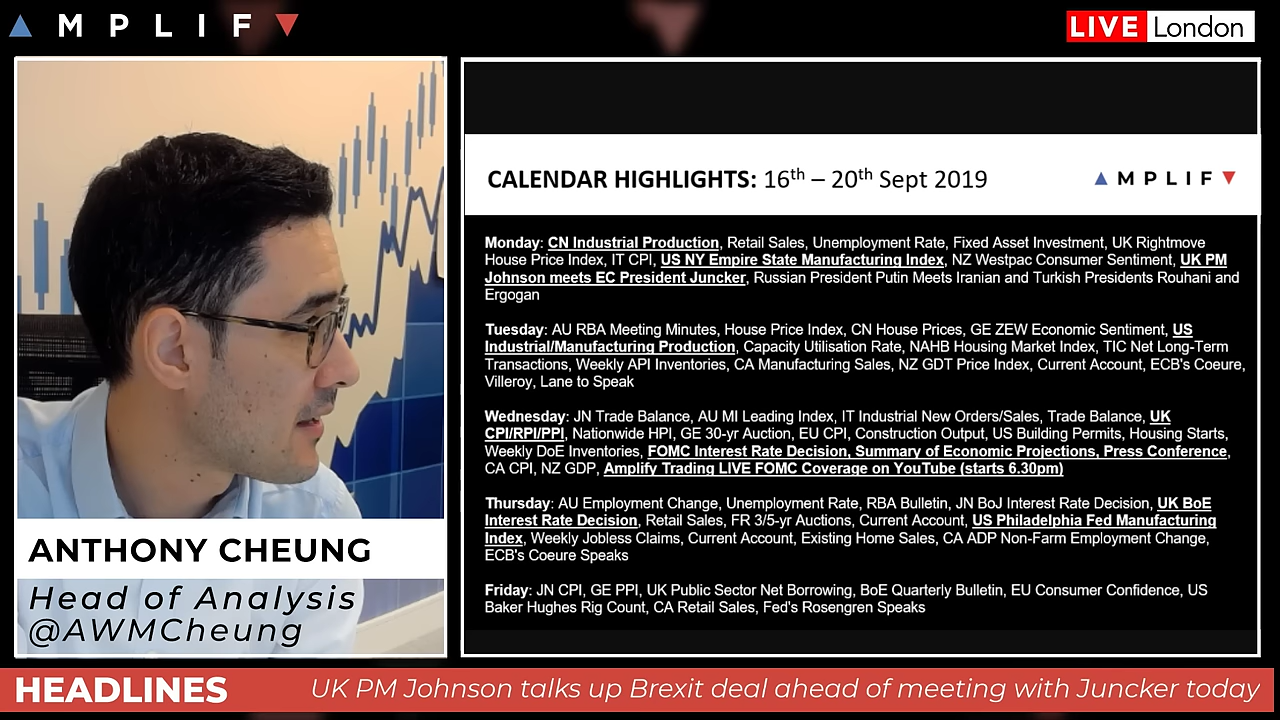 ▲ M P L I F ▼
LIVE London
CALENDAR HIGHLIGHTS: 16th – 20th Sept 2019
▲ M P L I F ▼
Monday: CN Industrial Production, Retail Sales, Unemployment Rate, Fixed Asset Investment, UK Rightmove
House Price Index, IT CPI, US NY Empire State Manufacturing Index, NZ Westpac Consumer Sentiment, UK PM
Johnson meets EC President Juncker, Russian President Putin Meets Iranian and Turkish Presidents Rouhani and
Ergogan
Tuesday: AU RBA Meeting Minutes, House Price Index, CN House Prices, GE ZEW Economic Sentiment, US
Industrial/Manufacturing Production, Capacity Utilisation Rate, NAHB Housing Market Index, TIC Net Long-Term
Transactions, Weekly API Inventories, CA Manufacturing Sales, NZ GDT Price Index, Current Account, ECB's Coeure,
Villeroy, Lane to Speak
Wednesday: JN Trade Balance, AU MI Leading Index, IT Industrial New Orders/Sales, Trade Balance, UK
CPI/RPI/PPI, Nationwide HPI, GE 30-yr Auction, EU CPI, Construction Output, US Building Permits, Housing Starts,
Weekly DoE Inventories, FOMC Interest Rate Decision, Summary of Economic Projections, Press Conference,
CA CPI, NZ GDP, Amplify Trading LIVE FOMC Coverage on YouTube (starts 6.30pm)
Thursday: AU Employment Change, Unemployment Rate, RBA Bulletin, JN BoJ Interest Rate Decision, UK BoE
Interest Rate Decision, Retail Sales, FR 3/5-yr Auctions, Current Account, US Philadelphia Fed Manufacturing
Index, Weekly Jobless Claims, Current Account, Existing Home Sales, CA ADP Non-Farm Employment Change,
ECB's Coeure Speaks
Friday: JN CPI, GE PPI, UK Public Sector Net Borrowing, BoE Quarterly Bulletin, EU Consumer Confidence, US
Baker Hughes Rig Count, CA Retail Sales, Fed's Rosengren Speaks
ANTHONY CHEUNG
Head of Analysis
@AWMCheung
HEADLINES UK PM Johnson talks up Brexit deal ahead of meeting with Juncker today